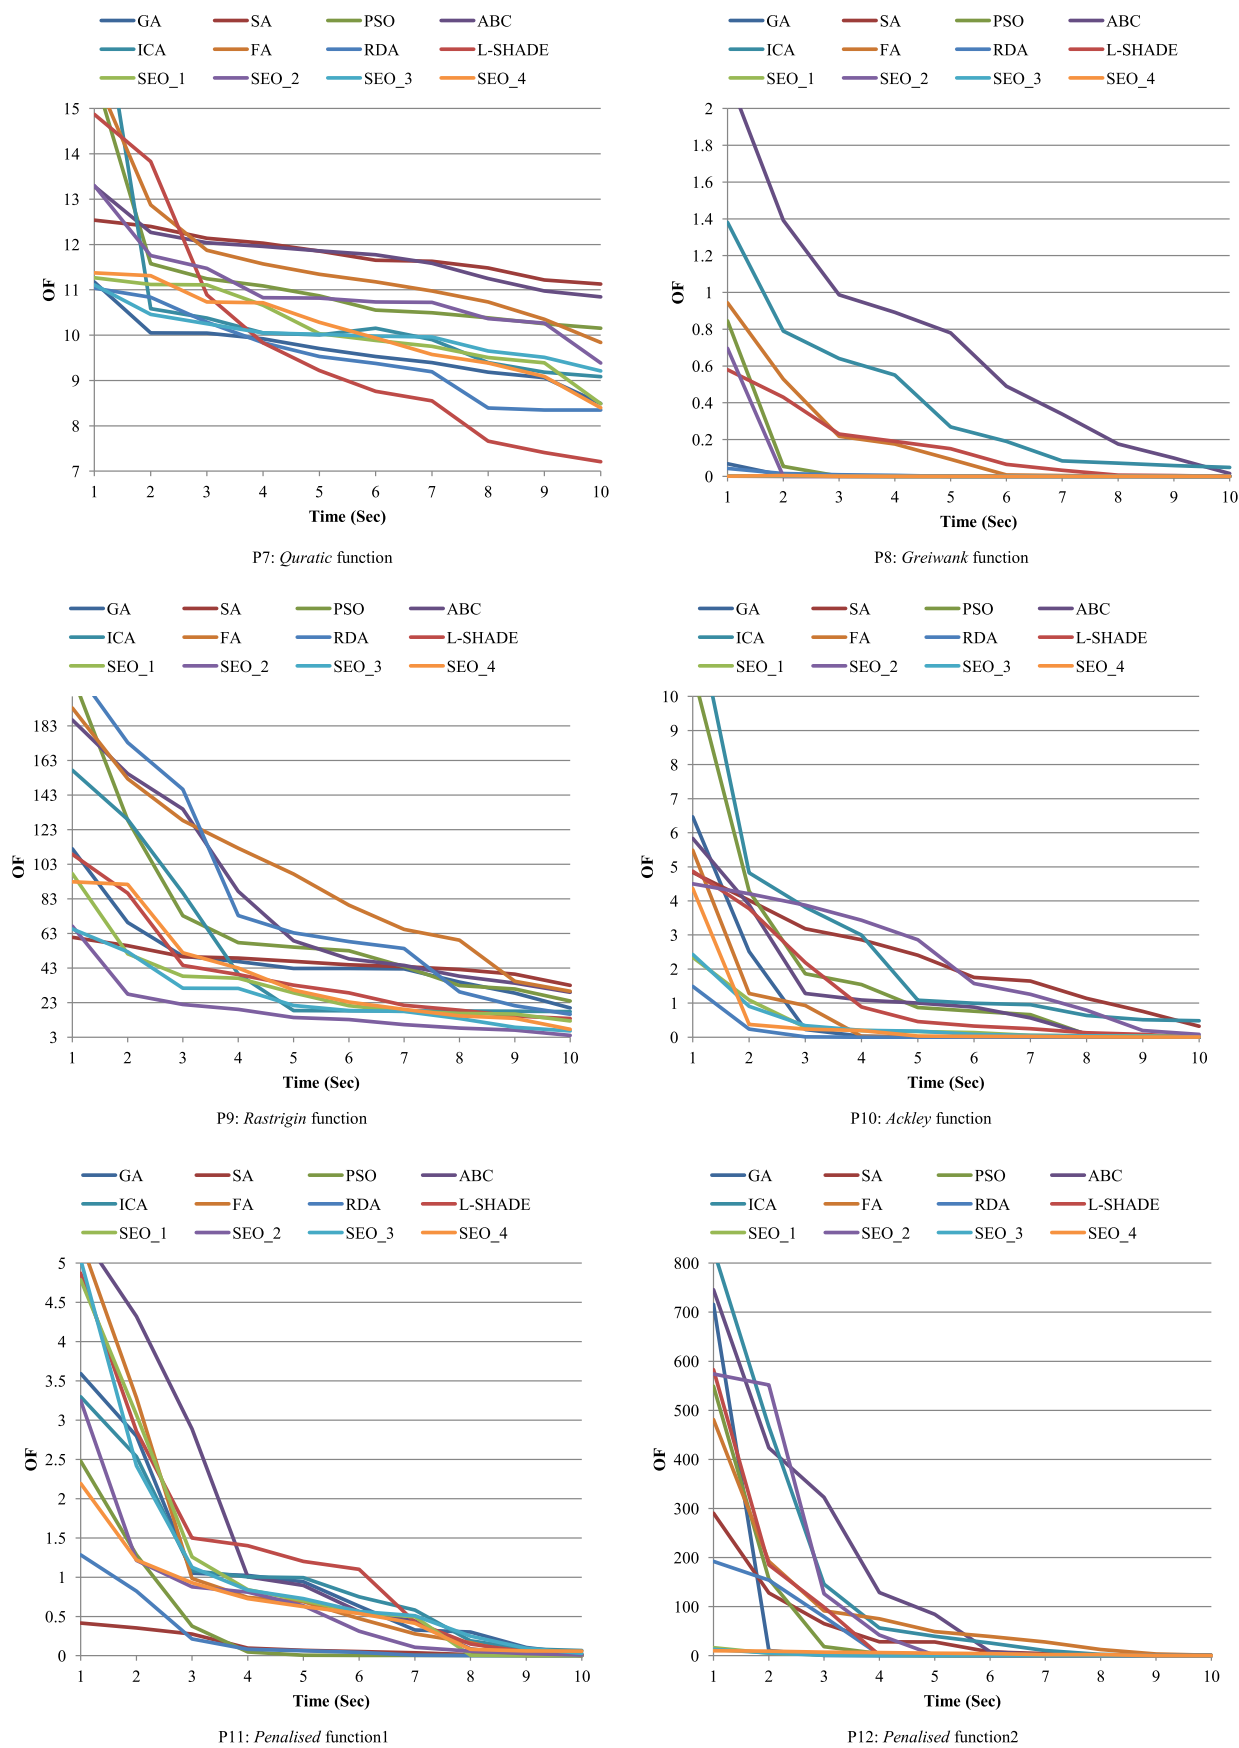 GA SA PSO ABC
ICA FA RDA L-SHADE
SEO_1 SEO_2 SEO_3 SEO_4
15
14
13
12
11
10
9
8
7
OF
1 2 3 4 5 6 7 8 9 10
Time (Sec)
P7: Quratic function
GA SA PSO ABC
ICA FA RDA L-SHADE
SEO_1 SEO_2 SEO_3 SEO_4
2
1.8
1.6
1.4
1.2
1
0.8
0.6
0.4
0.2
0
OF
1 2 3 4 5 6 7 8 9 10
Time (Sec)
P8: Greiwank function
GA SA PSO ABC
ICA FA RDA L-SHADE
SEO_1 SEO_2 SEO_3 SEO_4
183
163
143
123
103
83
63
43
23
3
OF
1 2 3 4 5 6 7 8 9 10
Time (Sec)
P9: Rastrigin function
GA SA PSO ABC
ICA FA RDA L-SHADE
SEO_1 SEO_2 SEO_3 SEO_4
10
9
8
7
6
5
4
3
2
1
0
OF
1 2 3 4 5 6 7 8 9 10
Time (Sec)
P10: Ackley function
GA SA PSO ABC
ICA FA RDA L-SHADE
SEO_1 SEO_2 SEO_3 SEO_4
5
4.5
4
3.5
3
2.5
2
1.5
1
0.5
0
OF
1 2 3 4 5 6 7 8 9 10
Time (Sec)
P11: Penalised function1
GA SA PSO ABC
ICA FA RDA L-SHADE
SEO_1 SEO_2 SEO_3 SEO_4
800
700
600
500
400
300
200
100
0
OF
1 2 3 4 5 6 7 8 9 10
Time (Sec)
P12: Penalised function2